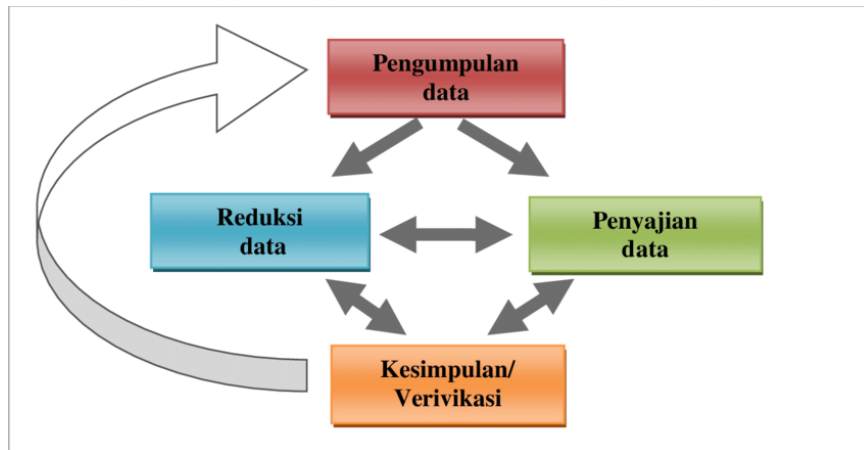 Pengumpulan
data
Reduksi
data
Penyajian
data
Kesimpulan/
Verivikasi